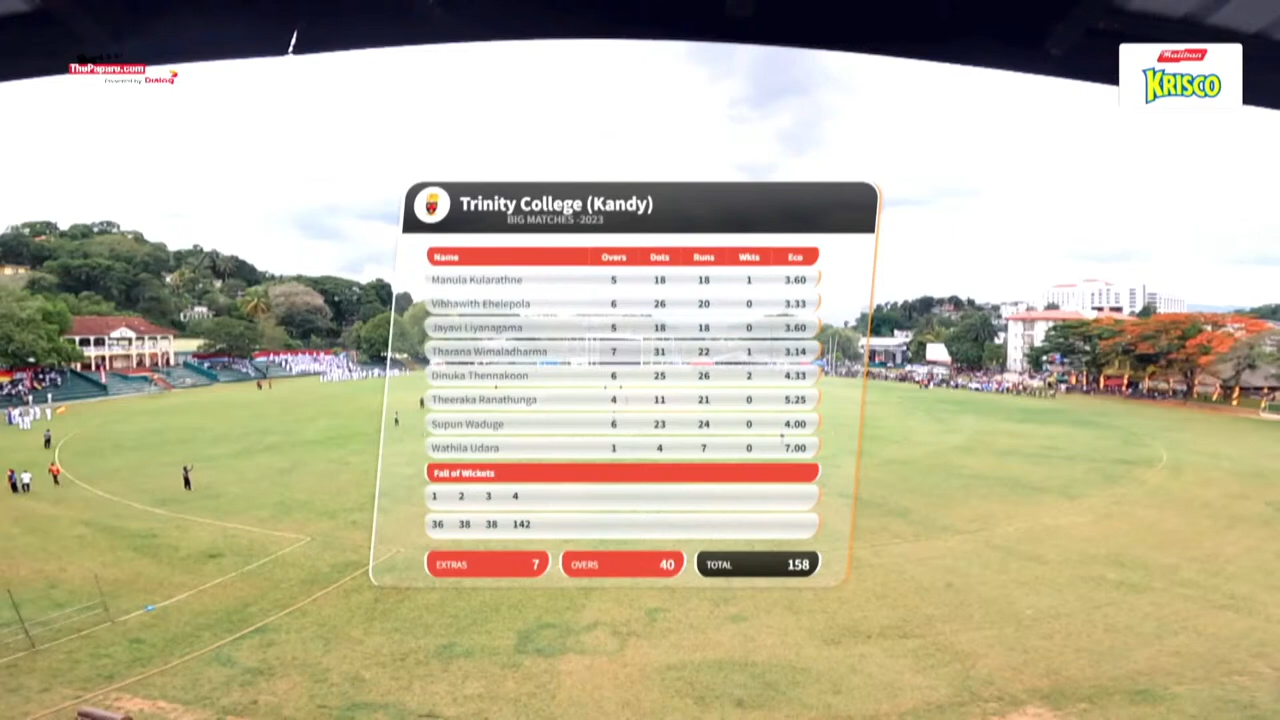 ThePapare.com
Powered by Dialog
Maliban
KRISCO
Trinity College (Kandy)
BIG MATCHES -2023
Name Overs Dots Runs Wkts Eco
Manula Kularathne 5 18 18 1 3.60
Vibhawith Ehelepola 6 26 20 0 3.33
Jayavi Liyanagama 5 18 18 0 3.60
Tharana Wimaladharma 7 31 22 1 3.14
Dinuka Thennakoon 6 25 26 2 4.33
Theeraka Ranathunga 4 11 21 0 5.25
Supun Waduge 6 23 24 0 4.00
Wathila Udara 1 4 7 0 7.00
Fall of Wickets
1 2 3 4
36 38 38 142
EXTRAS 7 OVERS 40 TOTAL 158